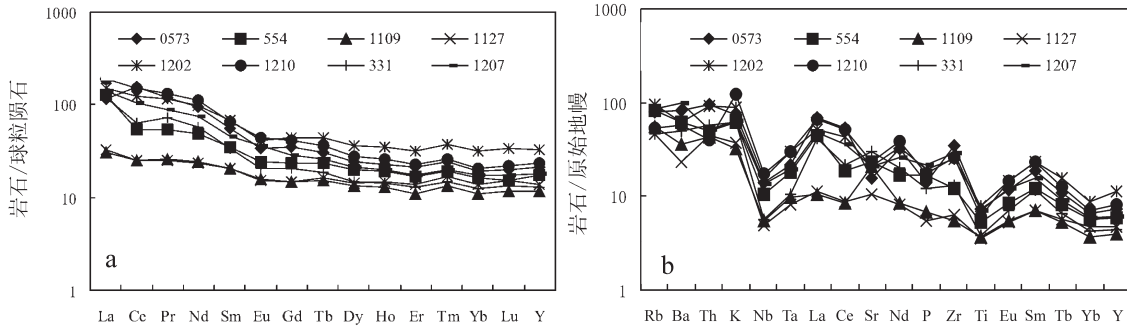 1000
100
10
1
岩石/球粒陨石
0573 554 1109 1127
1202 1210 331 1207
a
La Ce Pr Nd Sm Eu Gd Tb Dy Ho Er Tm Yb Lu Y
1000
100
10
1
岩石/原始地幔
0573 554 1109 1127
1202 1210 331 1207
b
Rb Ba Th K Nb Ta La Ce Sr Nd P Zr Ti Eu Sm Tb Yb Y